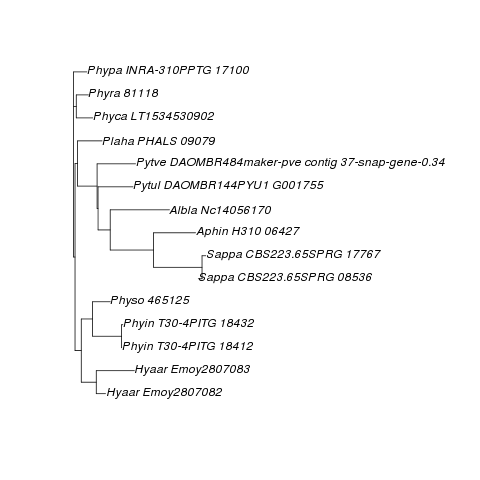 Phypa INRA-310PPTG 17100
Phyra 81118
Phyca LT1534530902
Plaha PHALS 09079
Pytve DAOMBR484maker-pve contig 37-snap-gene-0.34
Pytul DAOMBR144PYU1 G001755
Albla Nc14056170
Aphin H310 06427
Sappa CBS223.65SPRG 17767
Sappa CBS223.65SPRG 08536
Physo 465125
Phyin T30-4PITG 18432
Phyin T30-4PITG 18412
Hyaar Emoy2807083
Hyaar Emoy2807082